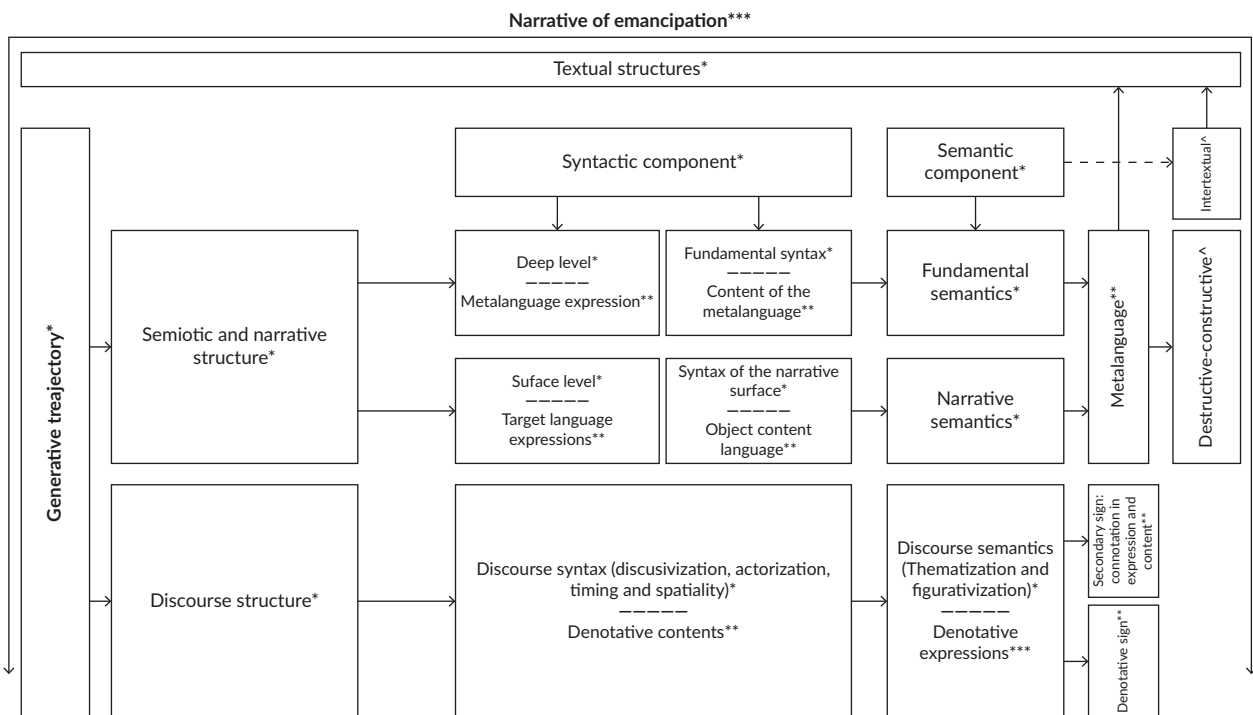 Narrative of emancipation***
Textual structures*
Syntactic component*
Semantic
component*
Intertextual^
Generative treajectory*
Semiotic and narrative
structure*
Deep level*
—————
Metalanguage expression**
Fundamental syntax*
—————
Content of the
metalanguage**
Fundamental
semantics*
Metalanguage**
Destructive-constructive^
Suface level*
—————
Target language
expressions**
Syntax of the narrative
surface*
—————
Object content
language**
Narrative
semantics*
Discourse structure*
Discourse syntax (discusivization, actorization,
timing and spatiality)*
—————
Denotative contents**
Discourse semantics
(Thematization and
figurativization)*
—————
Denotative
expressions***
Secondary sign:
connotation in
expression and
content**
Denotative sign**